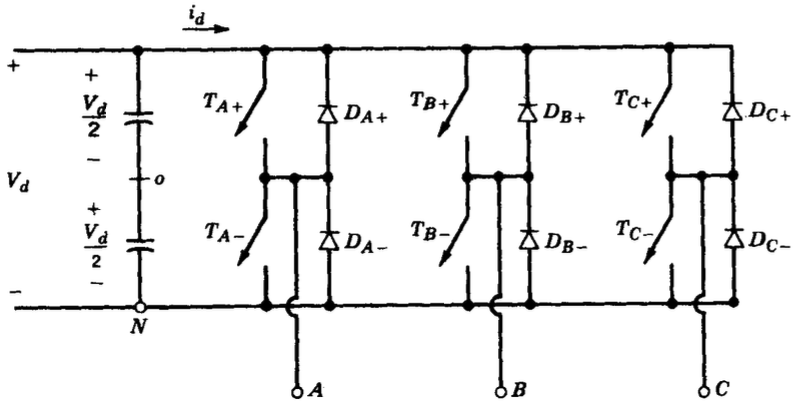 i_d
+
+
V_d
2
−
V_d
o
+
V_d
2
−
−
N
T_A+
D_A+
T_B+
D_B+
T_C+
D_C+
T_A−
D_A−
T_B−
D_B−
T_C−
D_C−
A
B
C